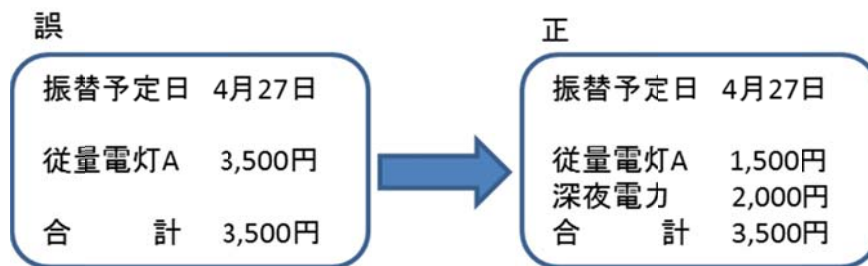 誤
振替予定日 4月27日
従量電灯A 3,500円
合 計 3,500円
正
振替予定日 4月27日
従量電灯A 1,500円
深夜電力 2,000円
合 計 3,500円